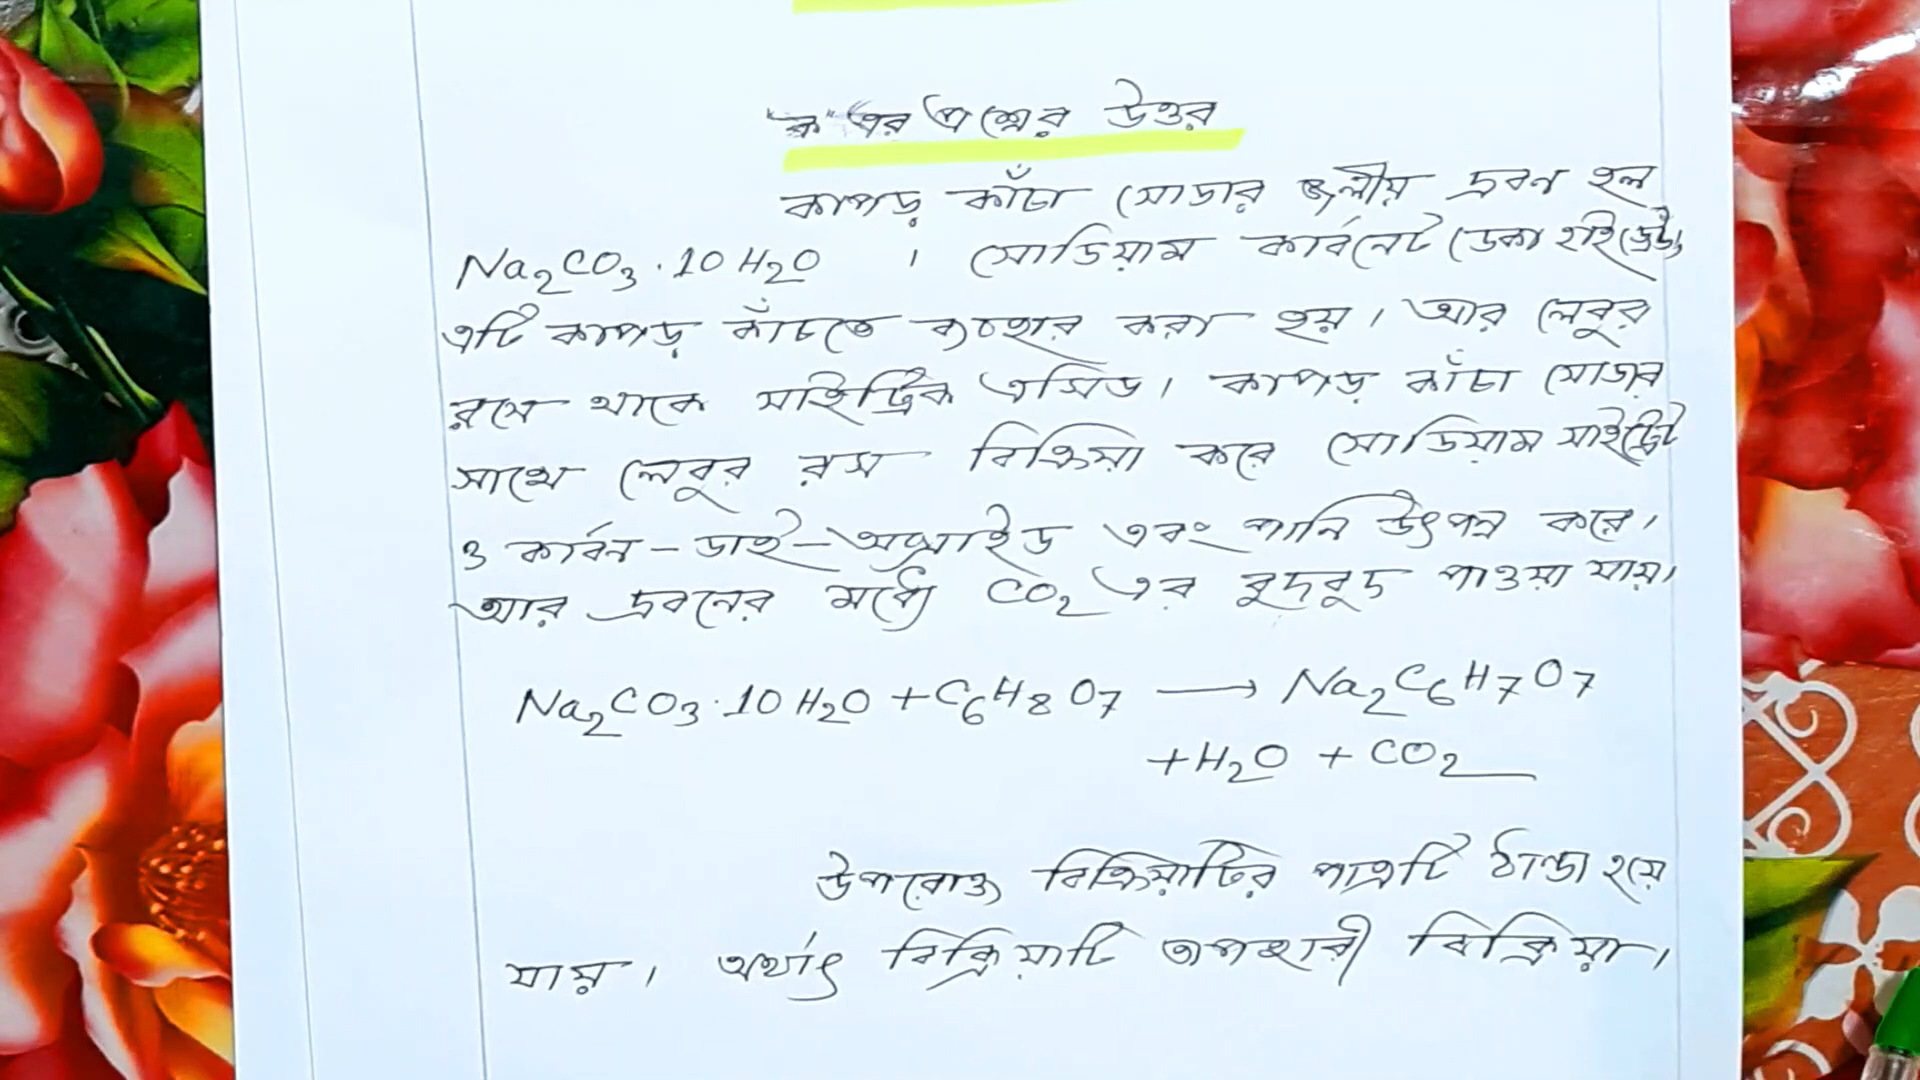 "ক" এর প্রশ্নের উত্তর
কাপড় কাঁচা সোডার জলীয় দ্রবণ হল
Na₂CO₃·10H₂O । সোডিয়াম কার্বনেট ডেকা হাইড্রেট,
এটি কাপড় কাঁচতে ব্যবহার করা হয়। আর লেবুর
রসে থাকে সাইট্রিক এসিড। কাপড় কাঁচা সোডার
সাথে লেবুর রস বিক্রিয়া করে সোডিয়াম সাইট্রেট
ও কার্বন-ডাই-অক্সাইড এবং পানি উৎপন্ন করে।
আর দ্রবনের মধ্যে CO₂ এর বুদবুদ পাওয়া যায়।
Na₂CO₃·10H₂O + C₆H₈O₇ ⟶ Na₂C₆H₇O₇
+H₂O + CO₂
উপরোক্ত বিক্রিয়াটির পাত্রটি ঠান্ডা হয়ে
যায়। অর্থাৎ বিক্রিয়াটি তাপহারী বিক্রিয়া।